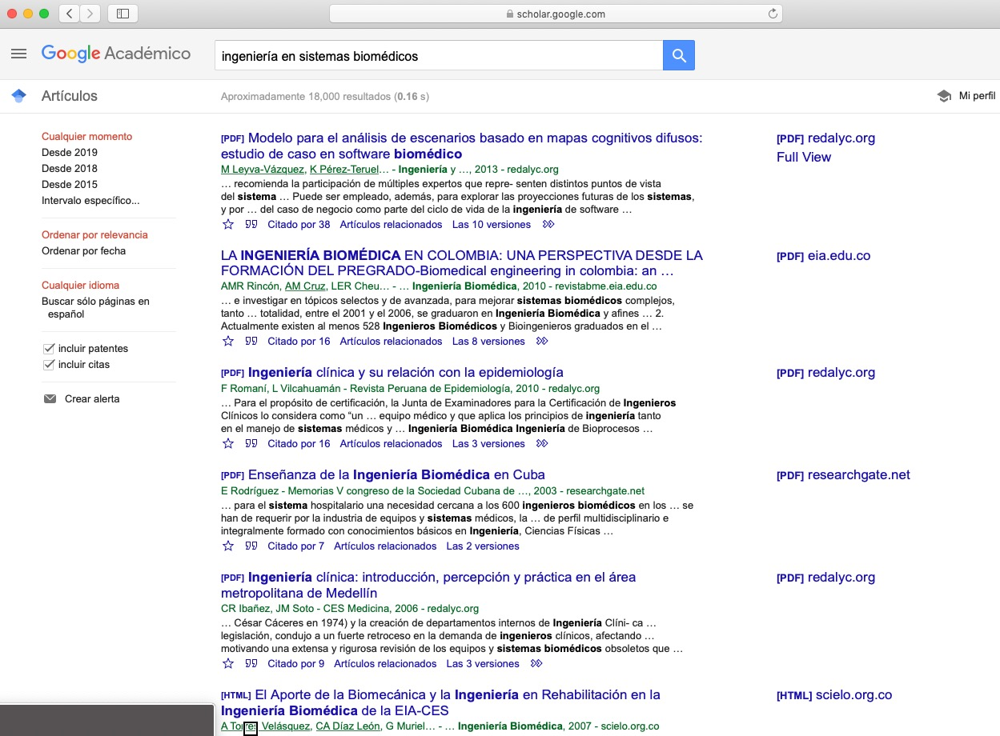 scholar.google.com
Google Académico
ingeniería en sistemas biomédicos
Artículos
Aproximadamente 18,000 resultados (0.16 s)
Mi perfil
Cualquier momento
Desde 2019
Desde 2018
Desde 2015
Intervalo específico...
Ordenar por relevancia
Ordenar por fecha
Cualquier idioma
Buscar sólo páginas en
español
incluir patentes
incluir citas
Crear alerta
[PDF] Modelo para el análisis de escenarios basado en mapas cognitivos difusos:
estudio de caso en software biomédico
M Leyva-Vázquez, K Pérez-Teruel… - Ingeniería y …, 2013 - redalyc.org
… recomienda la participación de múltiples expertos que repre- senten distintos puntos de vista
del sistema … Puede ser empleado, además, para explorar las proyecciones futuras de los sistemas,
y por … del caso de negocio como parte del ciclo de vida de la ingeniería de software …
Citado por 38 Artículos relacionados Las 10 versiones
[PDF] redalyc.org
Full View
LA INGENIERÍA BIOMÉDICA EN COLOMBIA: UNA PERSPECTIVA DESDE LA
FORMACIÓN DEL PREGRADO-Biomedical engineering in colombia: an …
AMR Rincón, AM Cruz, LER Cheu… - … Ingeniería Biomédica, 2010 - revistabme.eia.edu.co
… e investigar en tópicos selectos y de avanzada, para mejorar sistemas biomédicos complejos,
tanto … totalidad, entre el 2001 y el 2006, se graduaron en Ingeniería Biomédica y afines … 2.
Actualmente existen al menos 528 Ingenieros Biomédicos y Bioingenieros graduados en el …
Citado por 16 Artículos relacionados Las 8 versiones
[PDF] eia.edu.co
[PDF] Ingeniería clínica y su relación con la epidemiología
F Romaní, L Vilcahuamán - Revista Peruana de Epidemiología, 2010 - redalyc.org
… Para el propósito de certificación, la Junta de Examinadores para la Certificación de Ingenieros
Clínicos lo considera como “un … equipo médico y que aplica los principios de ingeniería tanto
en el manejo de sistemas médicos y … Ingeniería Biomédica Ingeniería de Bioprocesos …
Citado por 16 Artículos relacionados Las 3 versiones
[PDF] redalyc.org
[PDF] Enseñanza de la Ingeniería Biomédica en Cuba
E Rodríguez - Memorias V congreso de la Sociedad Cubana de …, 2003 - researchgate.net
… para el sistema hospitalario una necesidad cercana a los 600 ingenieros biomédicos en los … se
han de requerir por la industria de equipos y sistemas médicos, la … de perfil multidisciplinario e
integralmente formado con conocimientos básicos en Ingeniería, Ciencias Físicas …
Citado por 7 Artículos relacionados Las 2 versiones
[PDF] researchgate.net
[PDF] Ingeniería clínica: introducción, percepción y práctica en el área
metropolitana de Medellín
CR Ibañez, JM Soto - CES Medicina, 2006 - redalyc.org
… César Cáceres en 1974) y la creación de departamentos internos de Ingeniería Clíni- ca …
legislación, condujo a un fuerte retroceso en la demanda de ingenieros clínicos, afectando …
motivando una extensa y rigurosa revisión de los equipos y sistemas biomédicos obsoletos que …
Citado por 9 Artículos relacionados Las 3 versiones
[PDF] redalyc.org
[HTML] El Aporte de la Biomecánica y la Ingeniería en Rehabilitación en la
Ingeniería Biomédica de la EIA-CES
A Torres Velásquez, CA Díaz León, G Muriel… - … Ingeniería Biomédica, 2007 - scielo.org.co
[HTML] scielo.org.co